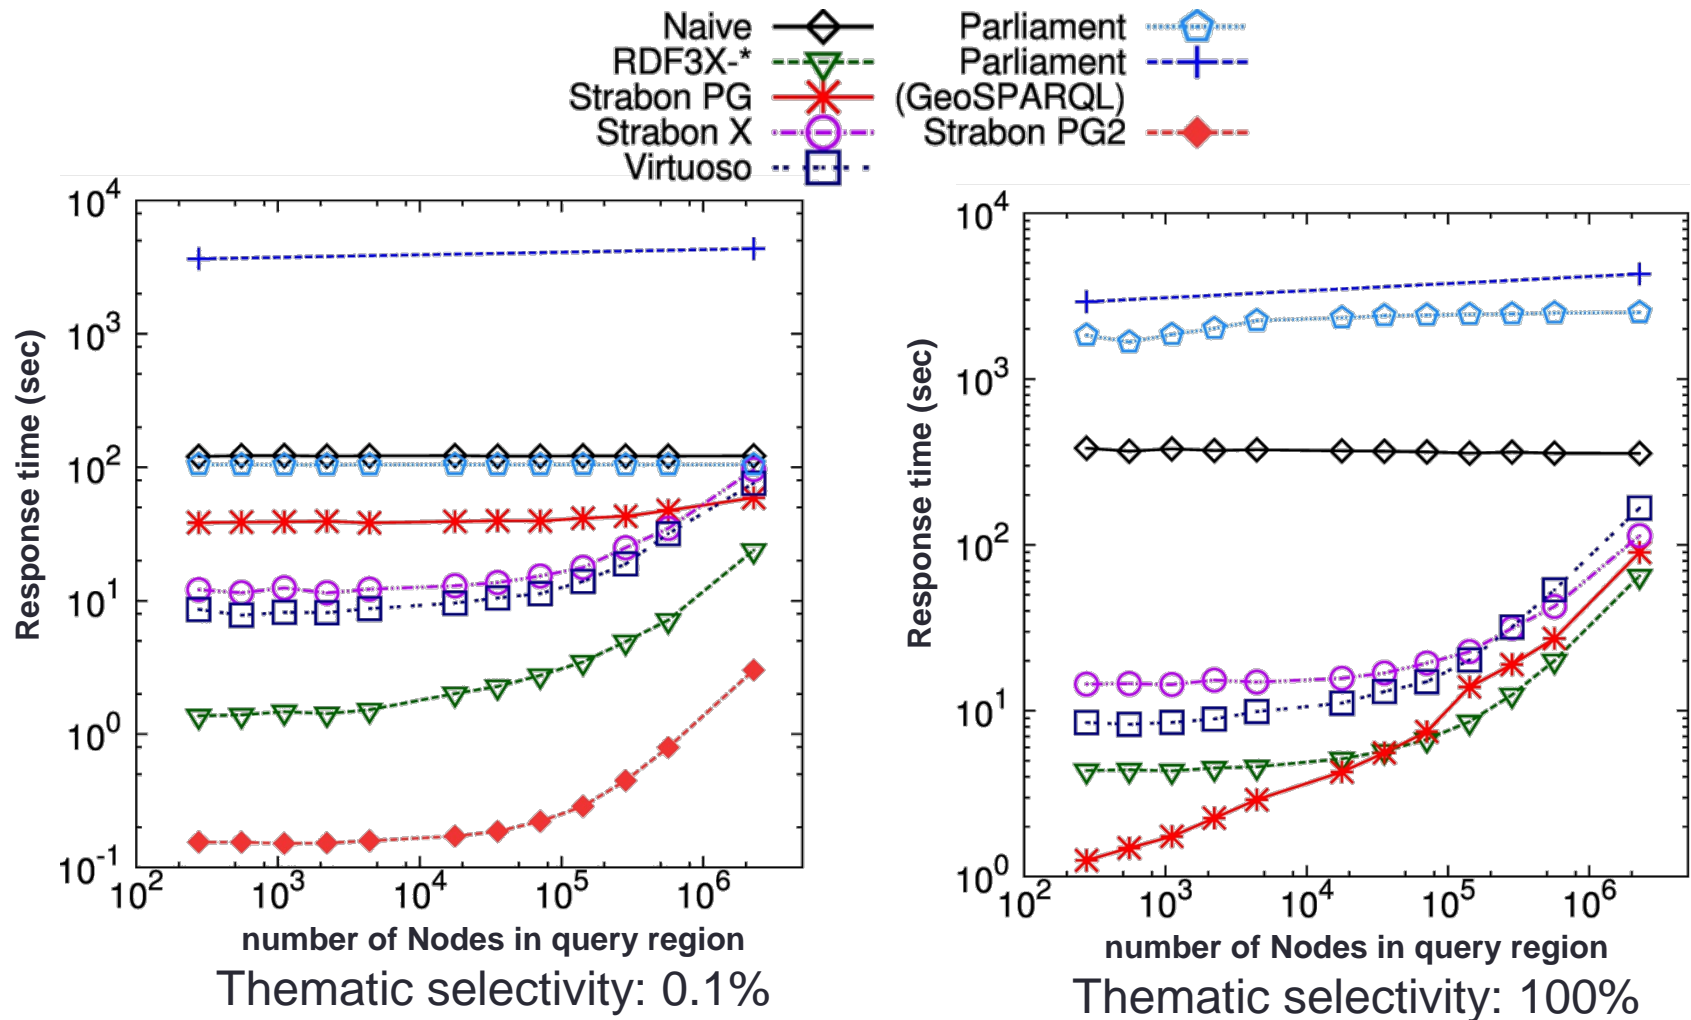 Naive
RDF3X-*
Strabon PG
Strabon X
Virtuoso
Parliament
Parliament
(GeoSPARQL)
Strabon PG2
Response time (sec)
10^4
10^3
10^2
10^1
10^0
10^-1
10^2 10^3 10^4 10^5 10^6
number of Nodes in query region
Thematic selectivity: 0.1%
Response time (sec)
10^4
10^3
10^2
10^1
10^0
10^2 10^3 10^4 10^5 10^6
number of Nodes in query region
Thematic selectivity: 100%